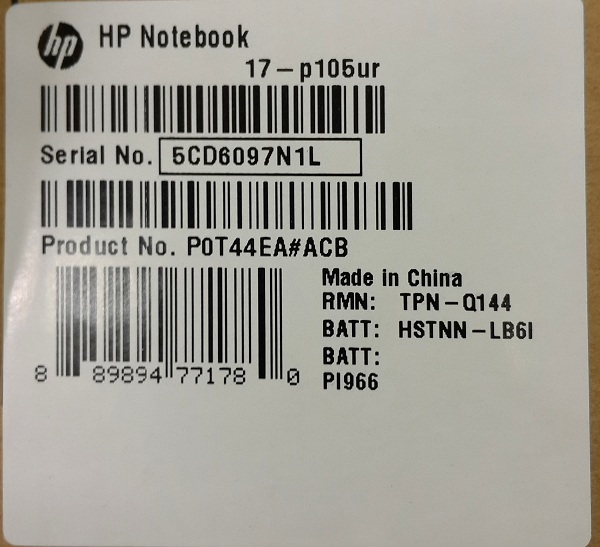 hp HP Notebook
17-p105ur
Serial No. 5CD6097N1L
Product No. P0T44EA#ACB
Made in China
RMN: TPN-Q144
BATT: HSTNN-LB6I
BATT:
PI966
8 89894 77178 0